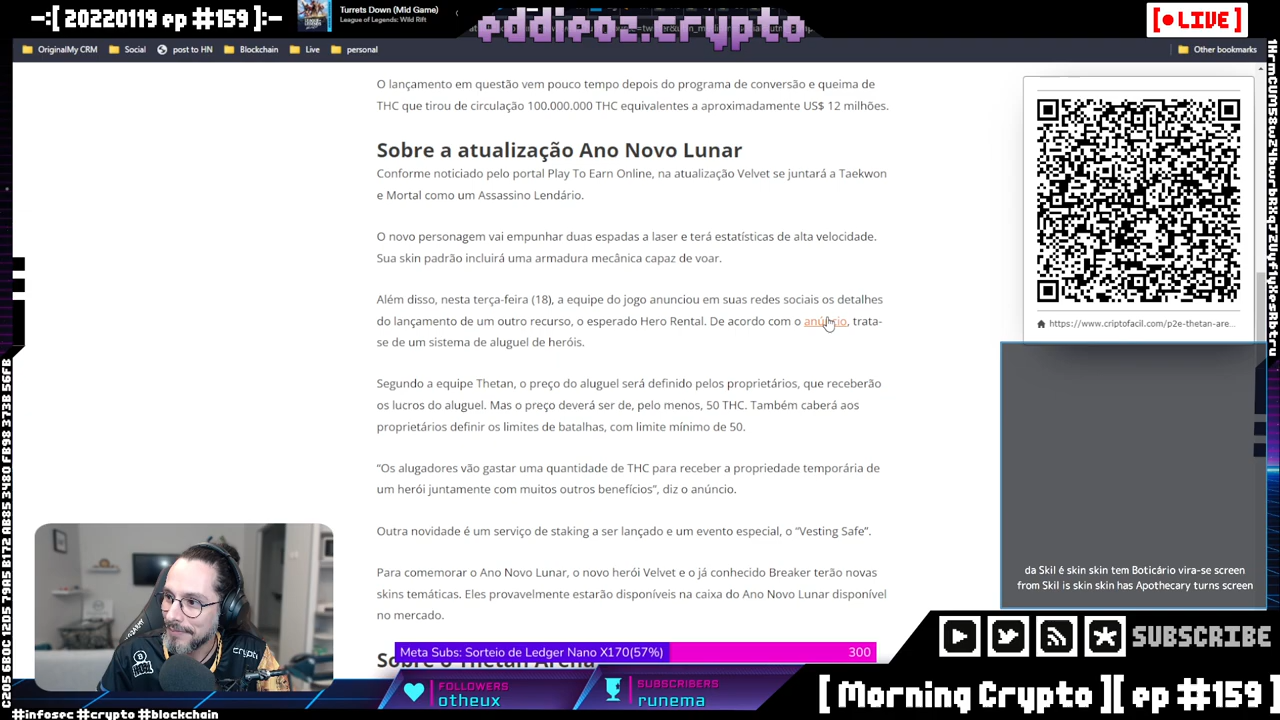 -:[ 20220119 ep #159 ]:-
Turrets Down (Mid Game)
League of Legends: Wild Rift
eddieoz.crypto
[ LIVE ]
OriginalMy CRM
Social
post to HN
Blockchain
Live
personal
Other bookmarks
O lançamento em questão vem pouco tempo depois do programa de conversão e queima de
THC que tirou de circulação 100.000.000 THC equivalentes a aproximadamente US$ 12 milhões.
Sobre a atualização Ano Novo Lunar
Conforme noticiado pelo portal Play To Earn Online, na atualização Velvet se juntará a Taekwon
e Mortal como um Assassino Lendário.
O novo personagem vai empunhar duas espadas a laser e terá estatísticas de alta velocidade.
Sua skin padrão incluirá uma armadura mecânica capaz de voar.
Além disso, nesta terça-feira (18), a equipe do jogo anunciou em suas redes sociais os detalhes
do lançamento de um outro recurso, o esperado Hero Rental. De acordo com o anúncio, trata-
se de um sistema de aluguel de heróis.
Segundo a equipe Thetan, o preço do aluguel será definido pelos proprietários, que receberão
os lucros do aluguel. Mas o preço deverá ser de, pelo menos, 50 THC. Também caberá aos
proprietários definir os limites de batalhas, com limite mínimo de 50.
“Os alugadores vão gastar uma quantidade de THC para receber a propriedade temporária de
um herói juntamente com muitos outros benefícios”, diz o anúncio.
Outra novidade é um serviço de staking a ser lançado e um evento especial, o “Vesting Safe”.
Para comemorar o Ano Novo Lunar, o novo herói Velvet e o já conhecido Breaker terão novas
skins temáticas. Eles provavelmente estarão disponíveis na caixa do Ano Novo Lunar disponível
no mercado.
Sobre o Thetan Arena
https://www.criptofacil.com/p2e-thetan-are...
da Skil é skin skin tem Boticário vira-se screen
from Skil is skin skin has Apothecary turns screen
Meta Subs: Sorteio de Ledger Nano X170(57%)
300
FOLLOWERS
otheux
SUBSCRIBERS
runema
SUBSCRIBE
[ Morning Crypto ][ ep #159 ]
#infosec #crypto #blockchain
C505 6B0C 12D5 7915 AB35 B172 3480 FB98 373B 56FB